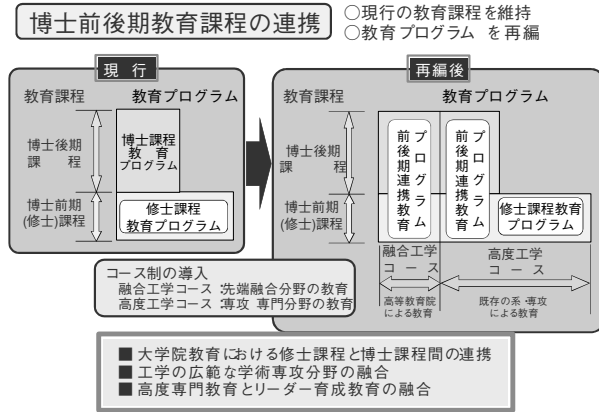 博士前後期教育課程の連携
○現行の教育課程を維持
○教育プログラム を再編
現 行
教育課程
教育プログラム
博士後期
課 程
博士課程
教 育
プログラム
博士前期
(修士)課程
修士課程
教育プログラム
再編後
教育課程
教育プログラム
博士後期
課 程
博士前期
(修士)課程
前後期連携教育
プログラム
前後期連携教育
プログラム
修士課程教育
プログラム
融合工学
コ ー ス
高度工学
コ ー ス
高等教育院
による教育
既存の系・専攻
による教育
コース制の導入
融合工学コース :先端融合分野の教育
高度工学コース :専攻 専門分野の教育
■ 大学院教育における修士課程と博士課程間の連携
■ 工学の広範な学術専攻分野の融合
■ 高度専門教育とリーダー育成教育の融合